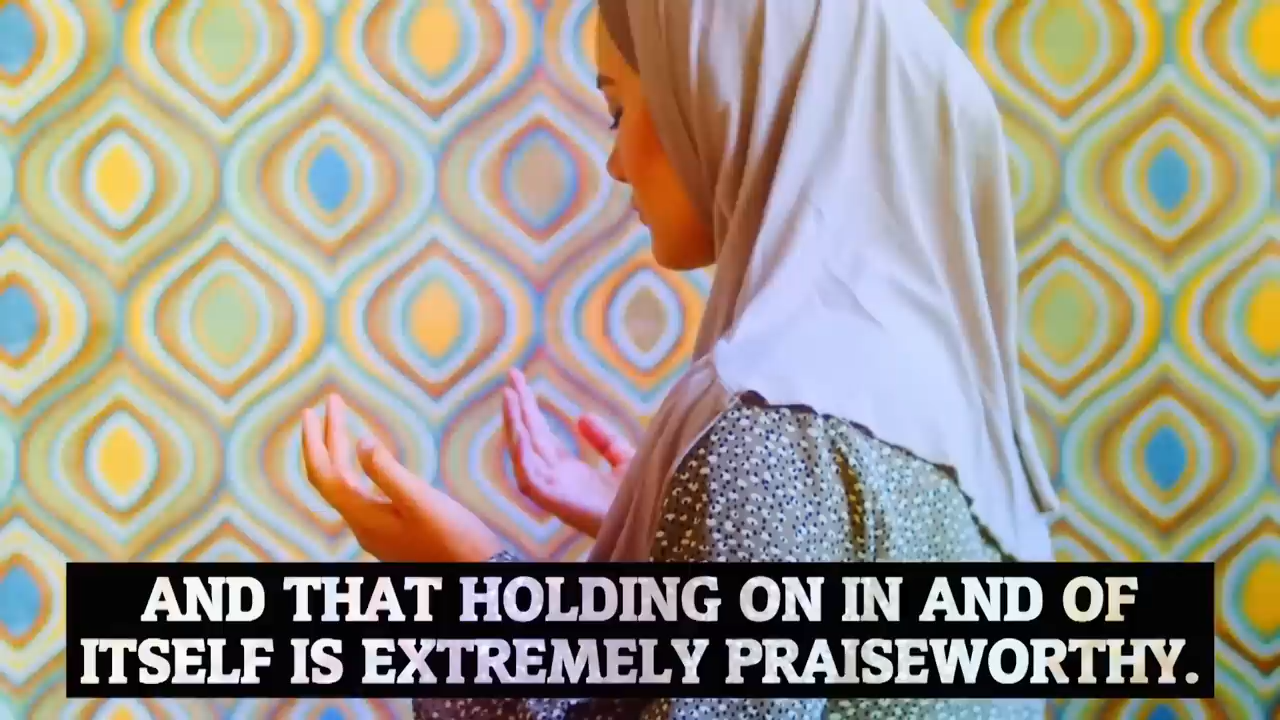 AND THAT HOLDING ON IN AND OF
ITSELF IS EXTREMELY PRAISEWORTHY.